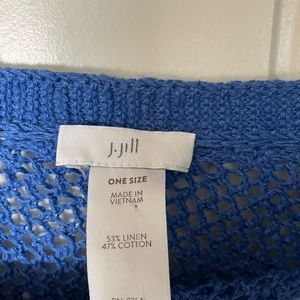 J.Jill
ONE SIZE
MADE IN
VIETNAM
53% LINEN
47% COTTON